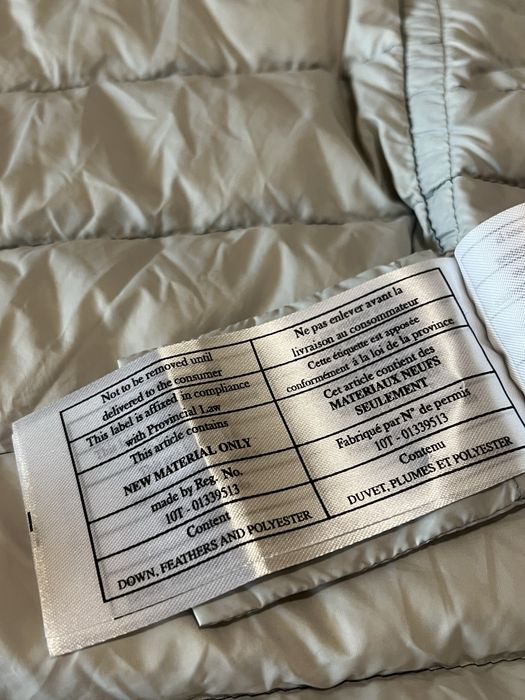 Not to be removed until
delivered to the consumer
This label is affixed in compliance
with Provincial Law
This article contains
NEW MATERIAL ONLY
made by Reg. No.
10T - 01339513
Content
DOWN, FEATHERS AND POLYESTER
Ne pas enlever avant la
livraison au consommateur
Cette étiquette est apposée
conformément à la loi de la province
Cet article contient des
MATERIAUX NEUFS
SEULEMENT
Fabriqué par N° de permis
10T - 01339513
Contenu
DUVET, PLUMES ET POLYESTER